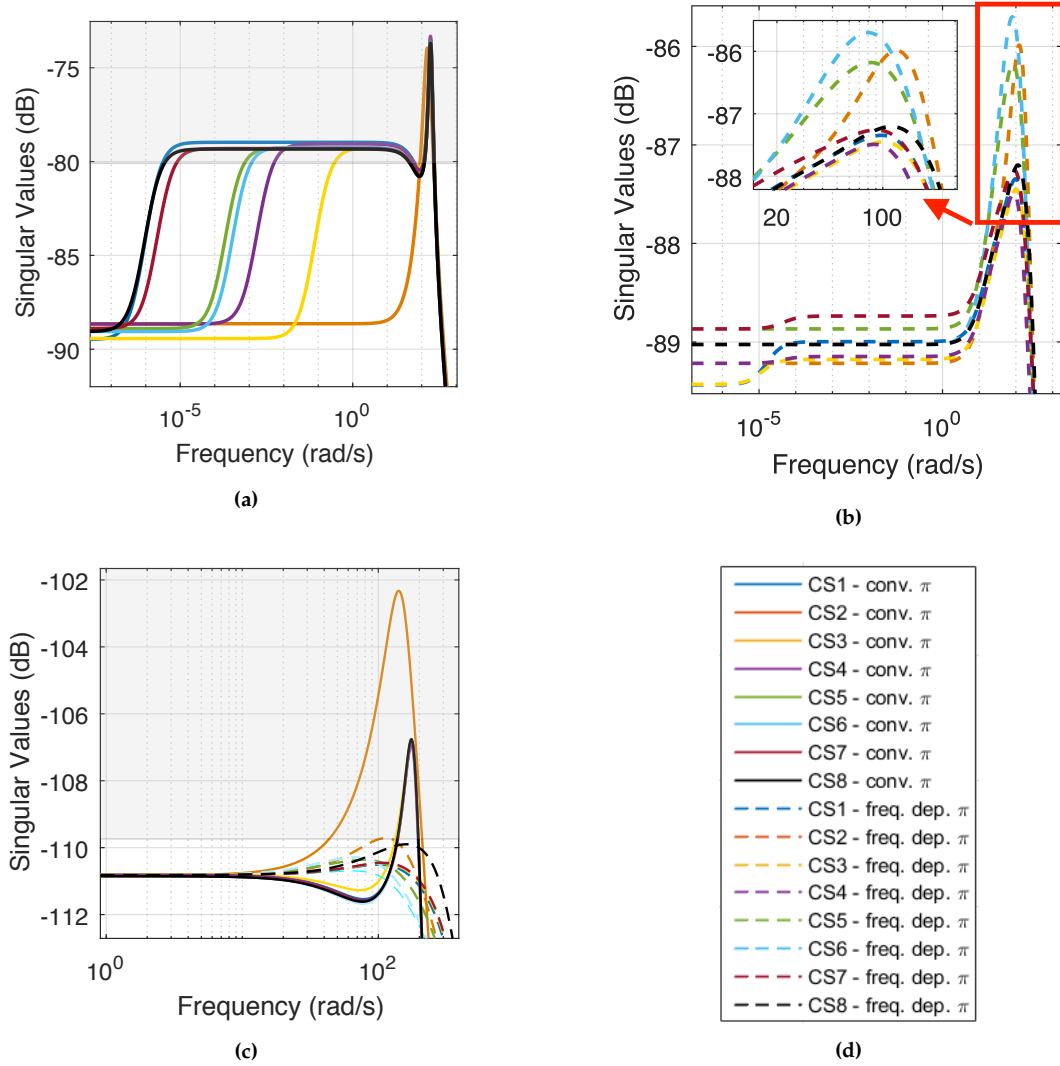 -75
-80
-85
-90
Singular Values (dB)
10^-5
10^0
Frequency (rad/s)
(a)
-86
-87
-88
-89
Singular Values (dB)
-86
-87
-88
20
100
10^-5
10^0
Frequency (rad/s)
(b)
-102
-104
-106
-108
-110
-112
Singular Values (dB)
10^0
10^2
Frequency (rad/s)
(c)
CS1 - conv. π
CS2 - conv. π
CS3 - conv. π
CS4 - conv. π
CS5 - conv. π
CS6 - conv. π
CS7 - conv. π
CS8 - conv. π
CS1 - freq. dep. π
CS2 - freq. dep. π
CS3 - freq. dep. π
CS4 - freq. dep. π
CS5 - freq. dep. π
CS6 - freq. dep. π
CS7 - freq. dep. π
CS8 - freq. dep. π
(d)